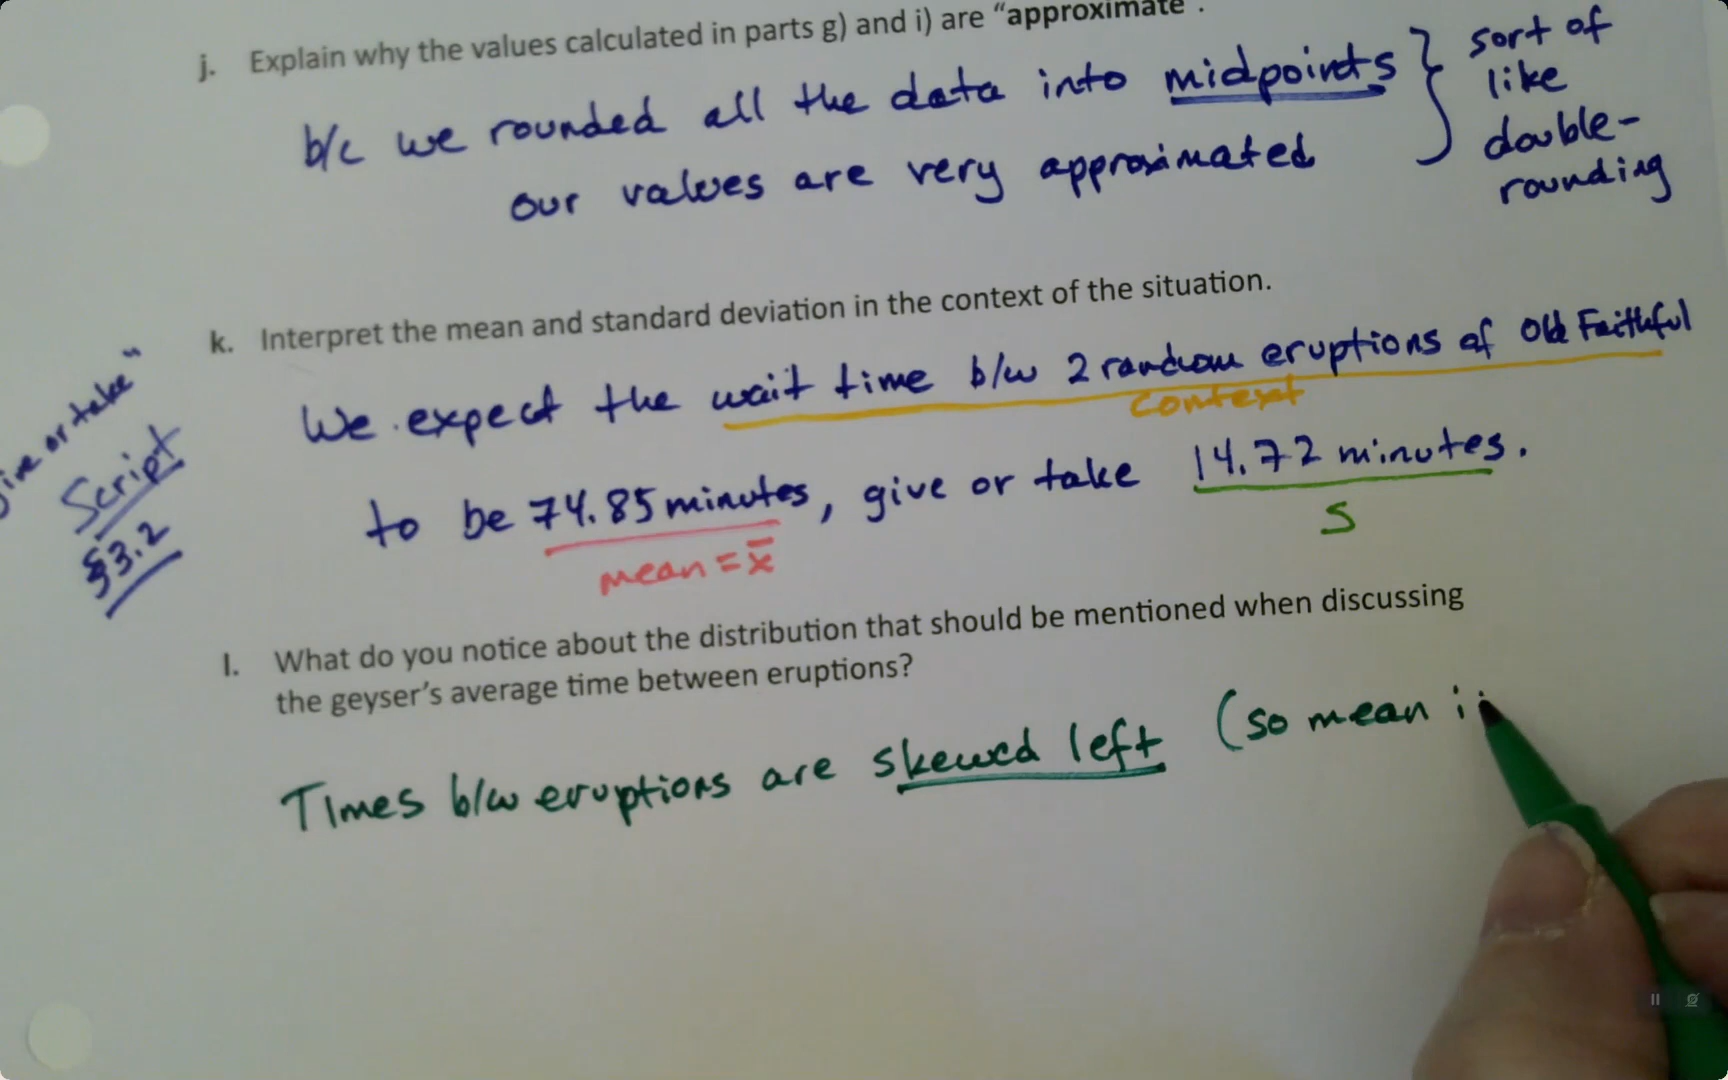 j. Explain why the values calculated in parts g) and i) are “approximate”.
b/c we rounded all the data into midpoints } sort of like double-rounding
our values are very approximated
k. Interpret the mean and standard deviation in the context of the situation.
We expect the wait time b/w 2 random eruptions of Old Faithful
context
to be 74.85 minutes, give or take 14.72 minutes.
mean = x̄
S
or take"
Script
§3.2
l. What do you notice about the distribution that should be mentioned when discussing
the geyser’s average time between eruptions?
Times b/w eruptions are skewed left (so mean i